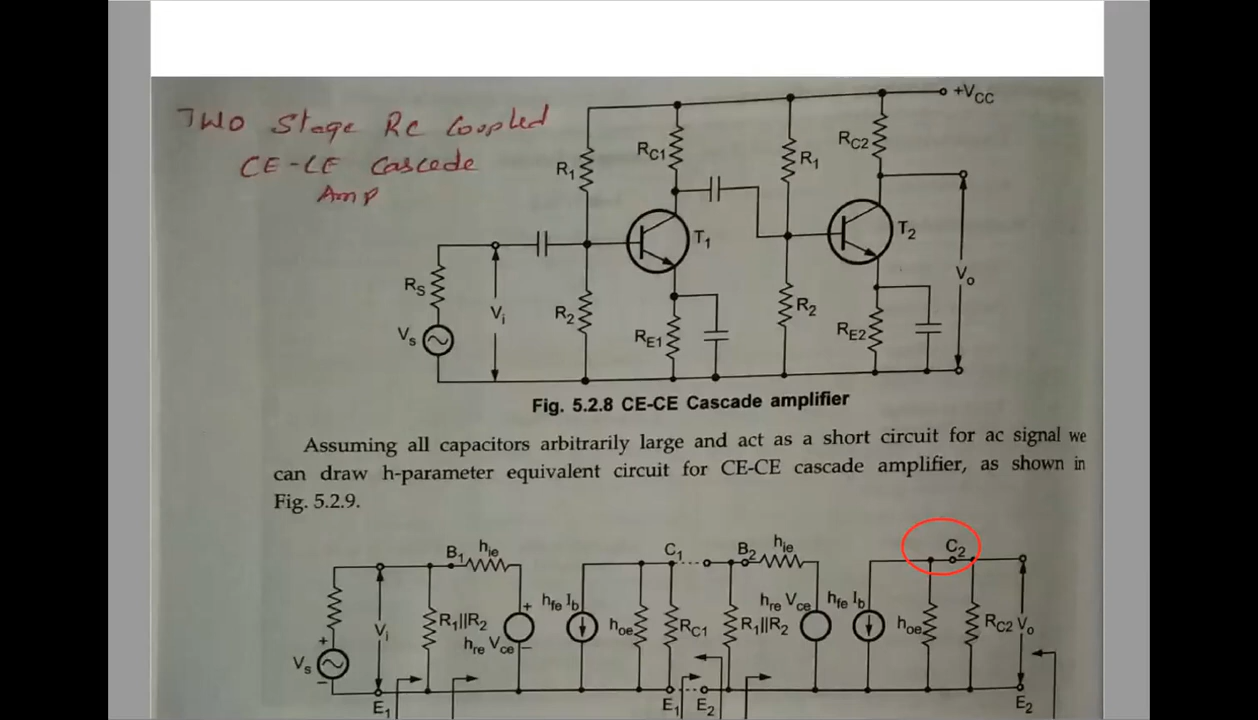 Two Stage RC Coupled
CE-CE Cascade
Amp
+VCC
RC1
RC2
R1
R1
T1
T2
RS
Vi
R2
R2
Vo
Vs
RE1
RE2
Fig. 5.2.8 CE-CE Cascade amplifier
Assuming all capacitors arbitrarily large and act as a short circuit for ac signal we
can draw h-parameter equivalent circuit for CE-CE cascade amplifier, as shown in
Fig. 5.2.9.
B1 hie C1 B2 hie C2
+ hfe Ib hre Vce hfe Ib
Vi R1||R2 hoe RC1 R1||R2 hoe RC2 Vo
+ hre Vce −
Vs
−
E1 E1 E2 E2